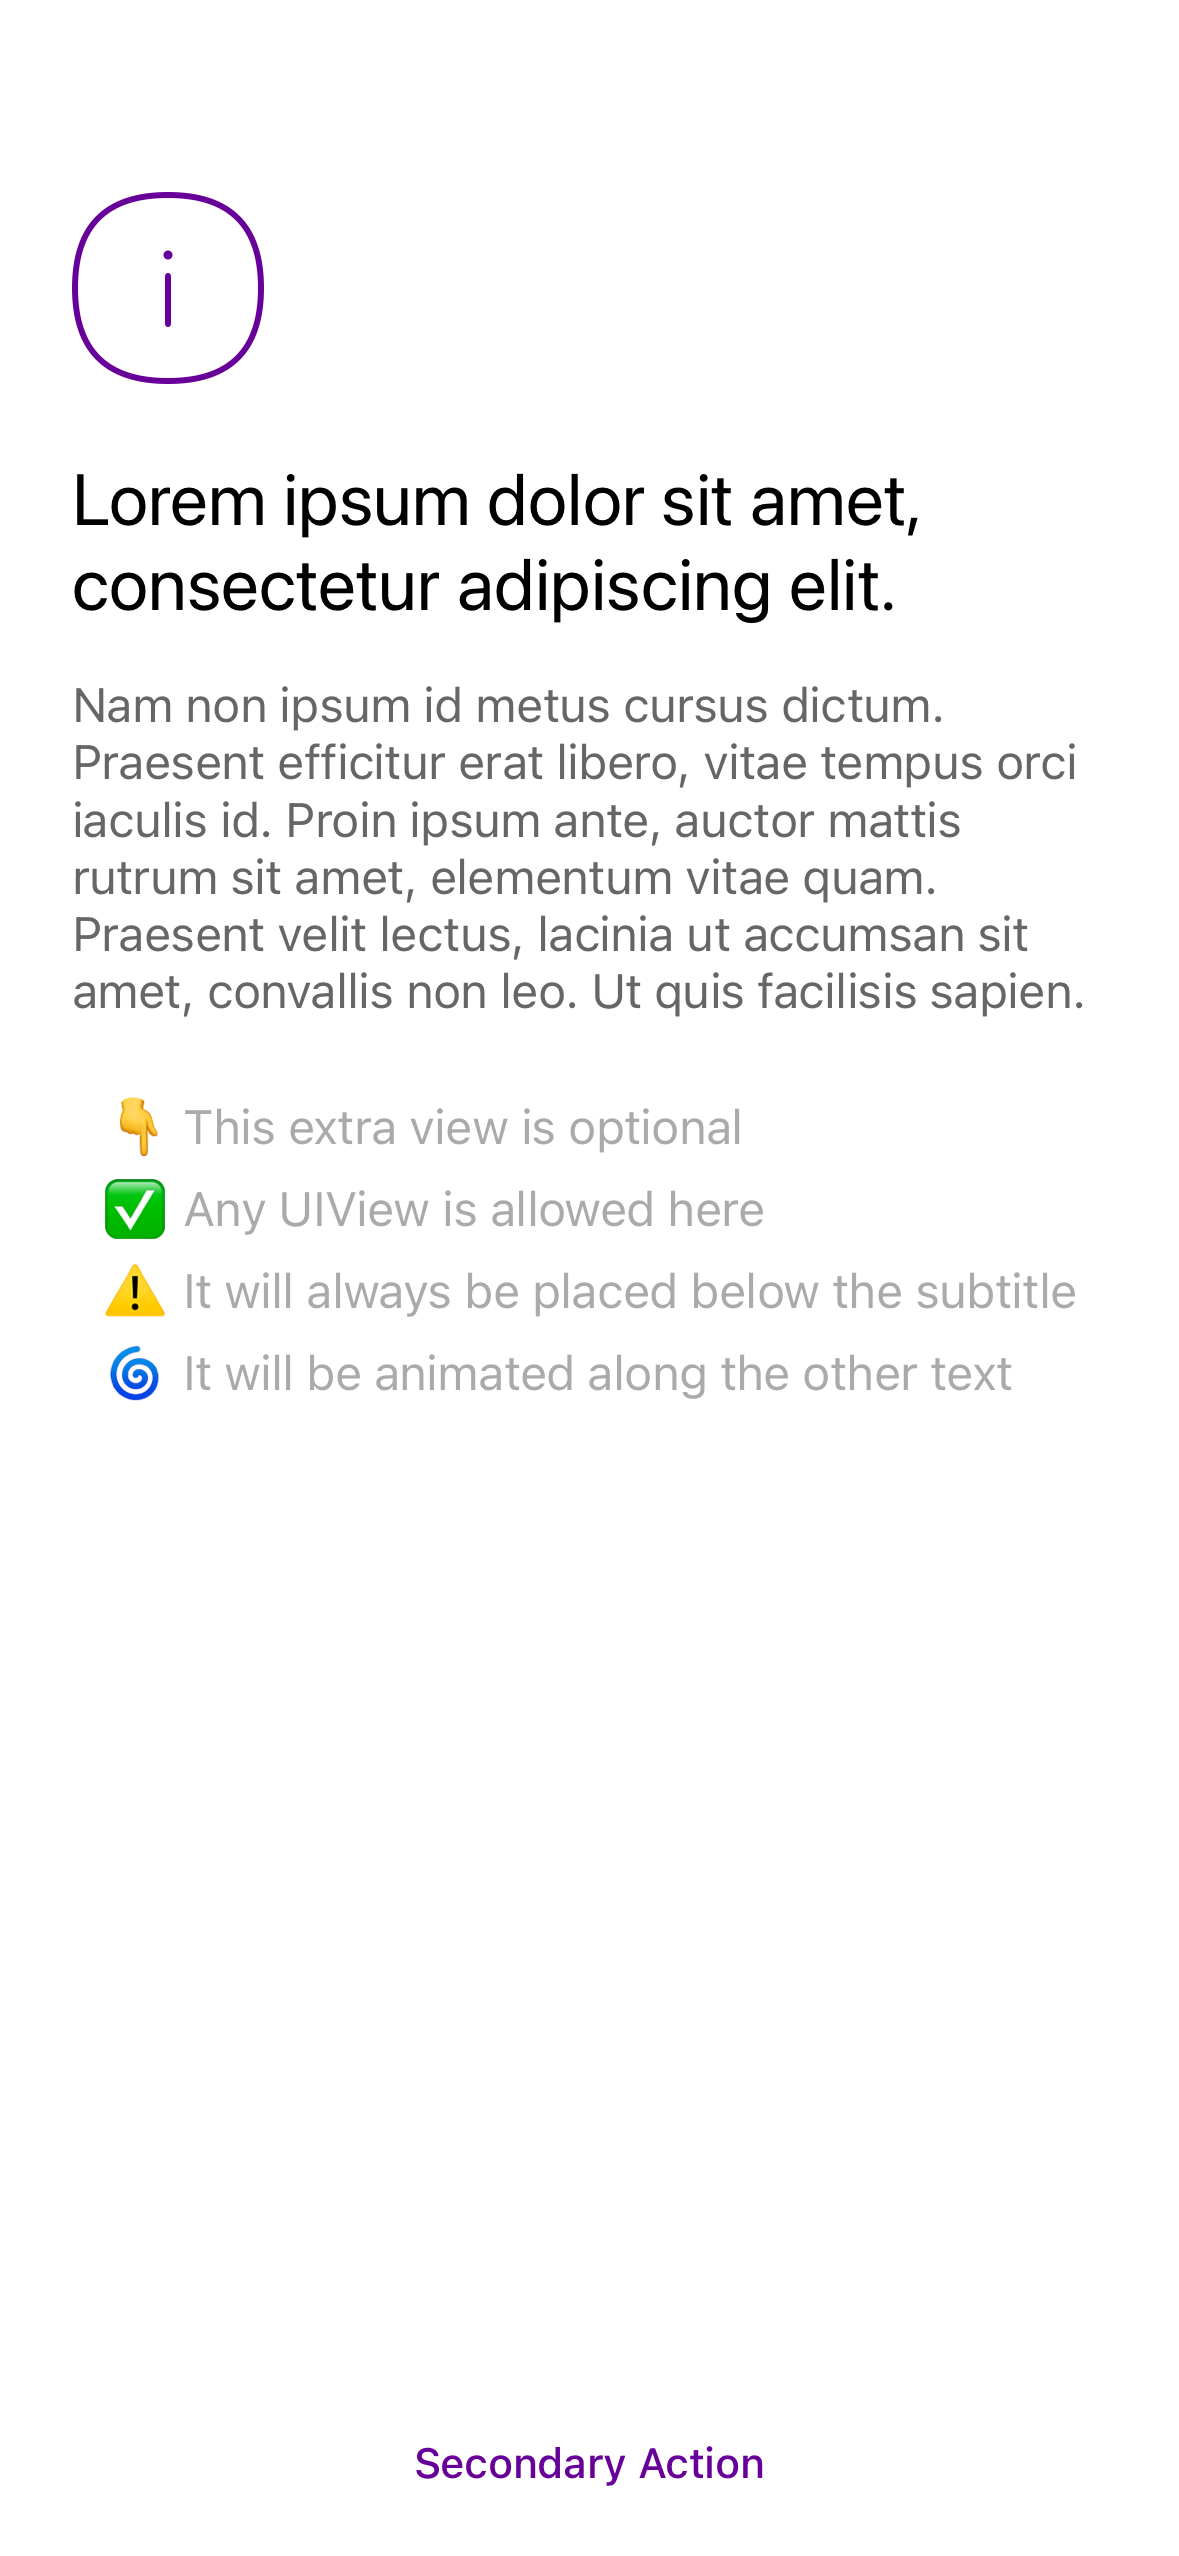 Lorem ipsum dolor sit amet,
consectetur adipiscing elit.
Nam non ipsum id metus cursus dictum.
Praesent efficitur erat libero, vitae tempus orci
iaculis id. Proin ipsum ante, auctor mattis
rutrum sit amet, elementum vitae quam.
Praesent velit lectus, lacinia ut accumsan sit
amet, convallis non leo. Ut quis facilisis sapien.
👇 This extra view is optional
✅ Any UIView is allowed here
⚠️ It will always be placed below the subtitle
🌀 It will be animated along the other text
Secondary Action